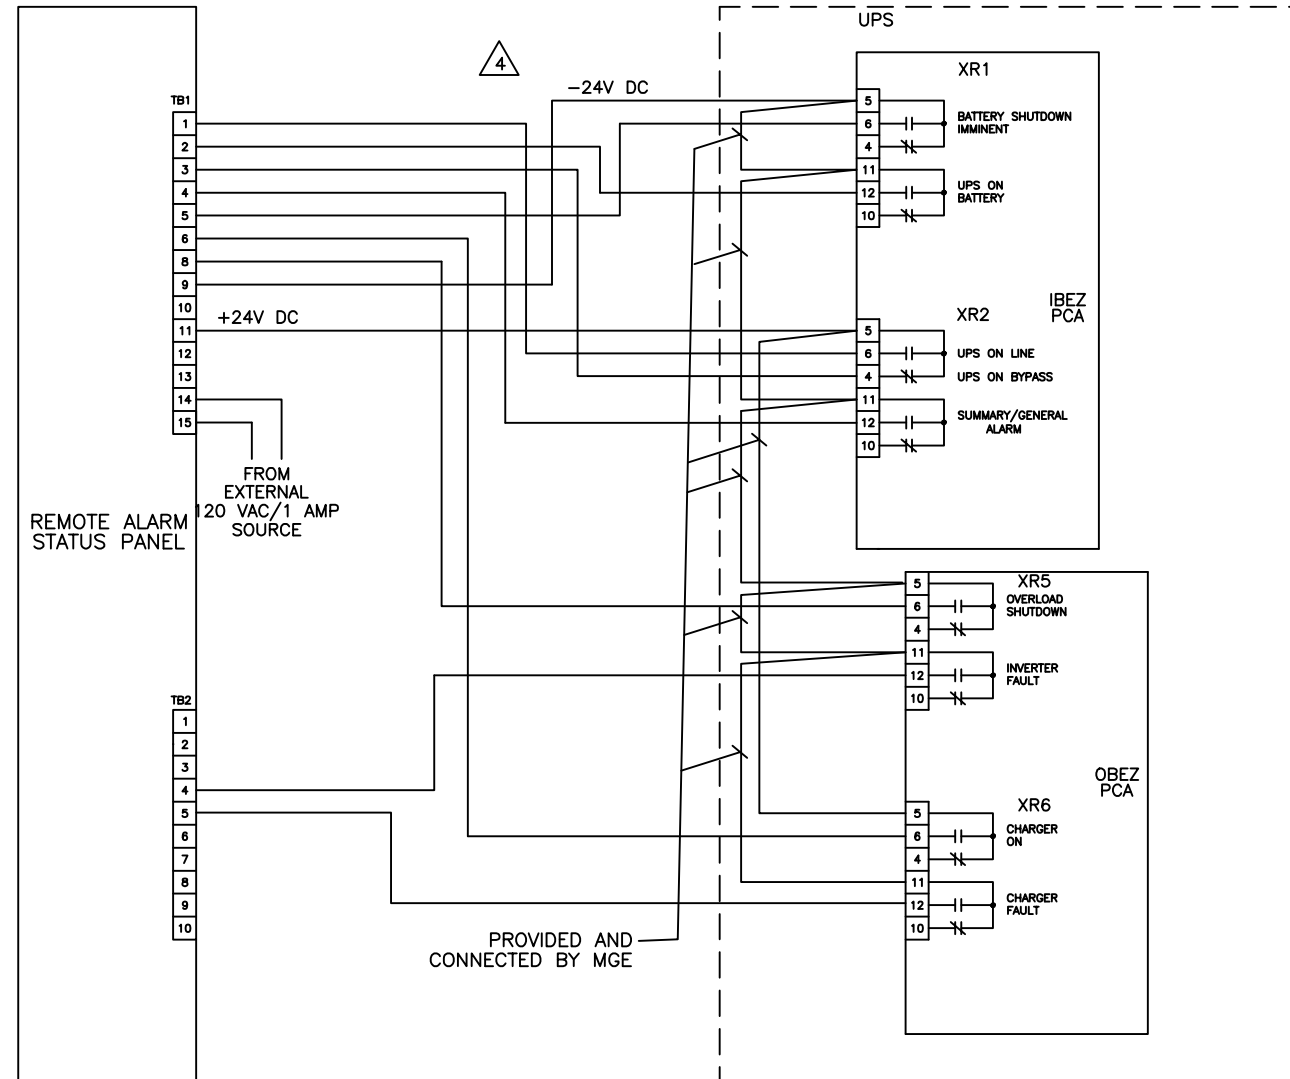 UPS
4
-24V DC
XR1
TB1
1
2
3
4
5
6
8
9
10
11
12
13
14
15
+24V DC
FROM
EXTERNAL
120 VAC/1 AMP
SOURCE
REMOTE ALARM
STATUS PANEL
5
6
4
11
12
10
BATTERY SHUTDOWN
IMMINENT
UPS ON
BATTERY
IBEZ
PCA
XR2
5
6
4
11
12
10
UPS ON LINE
UPS ON BYPASS
SUMMARY/GENERAL
ALARM
XR5
5
6
4
11
12
10
OVERLOAD
SHUTDOWN
INVERTER
FAULT
OBEZ
PCA
XR6
5
6
4
11
12
10
CHARGER
ON
CHARGER
FAULT
TB2
1
2
3
4
5
6
7
8
9
10
PROVIDED AND
CONNECTED BY MGE